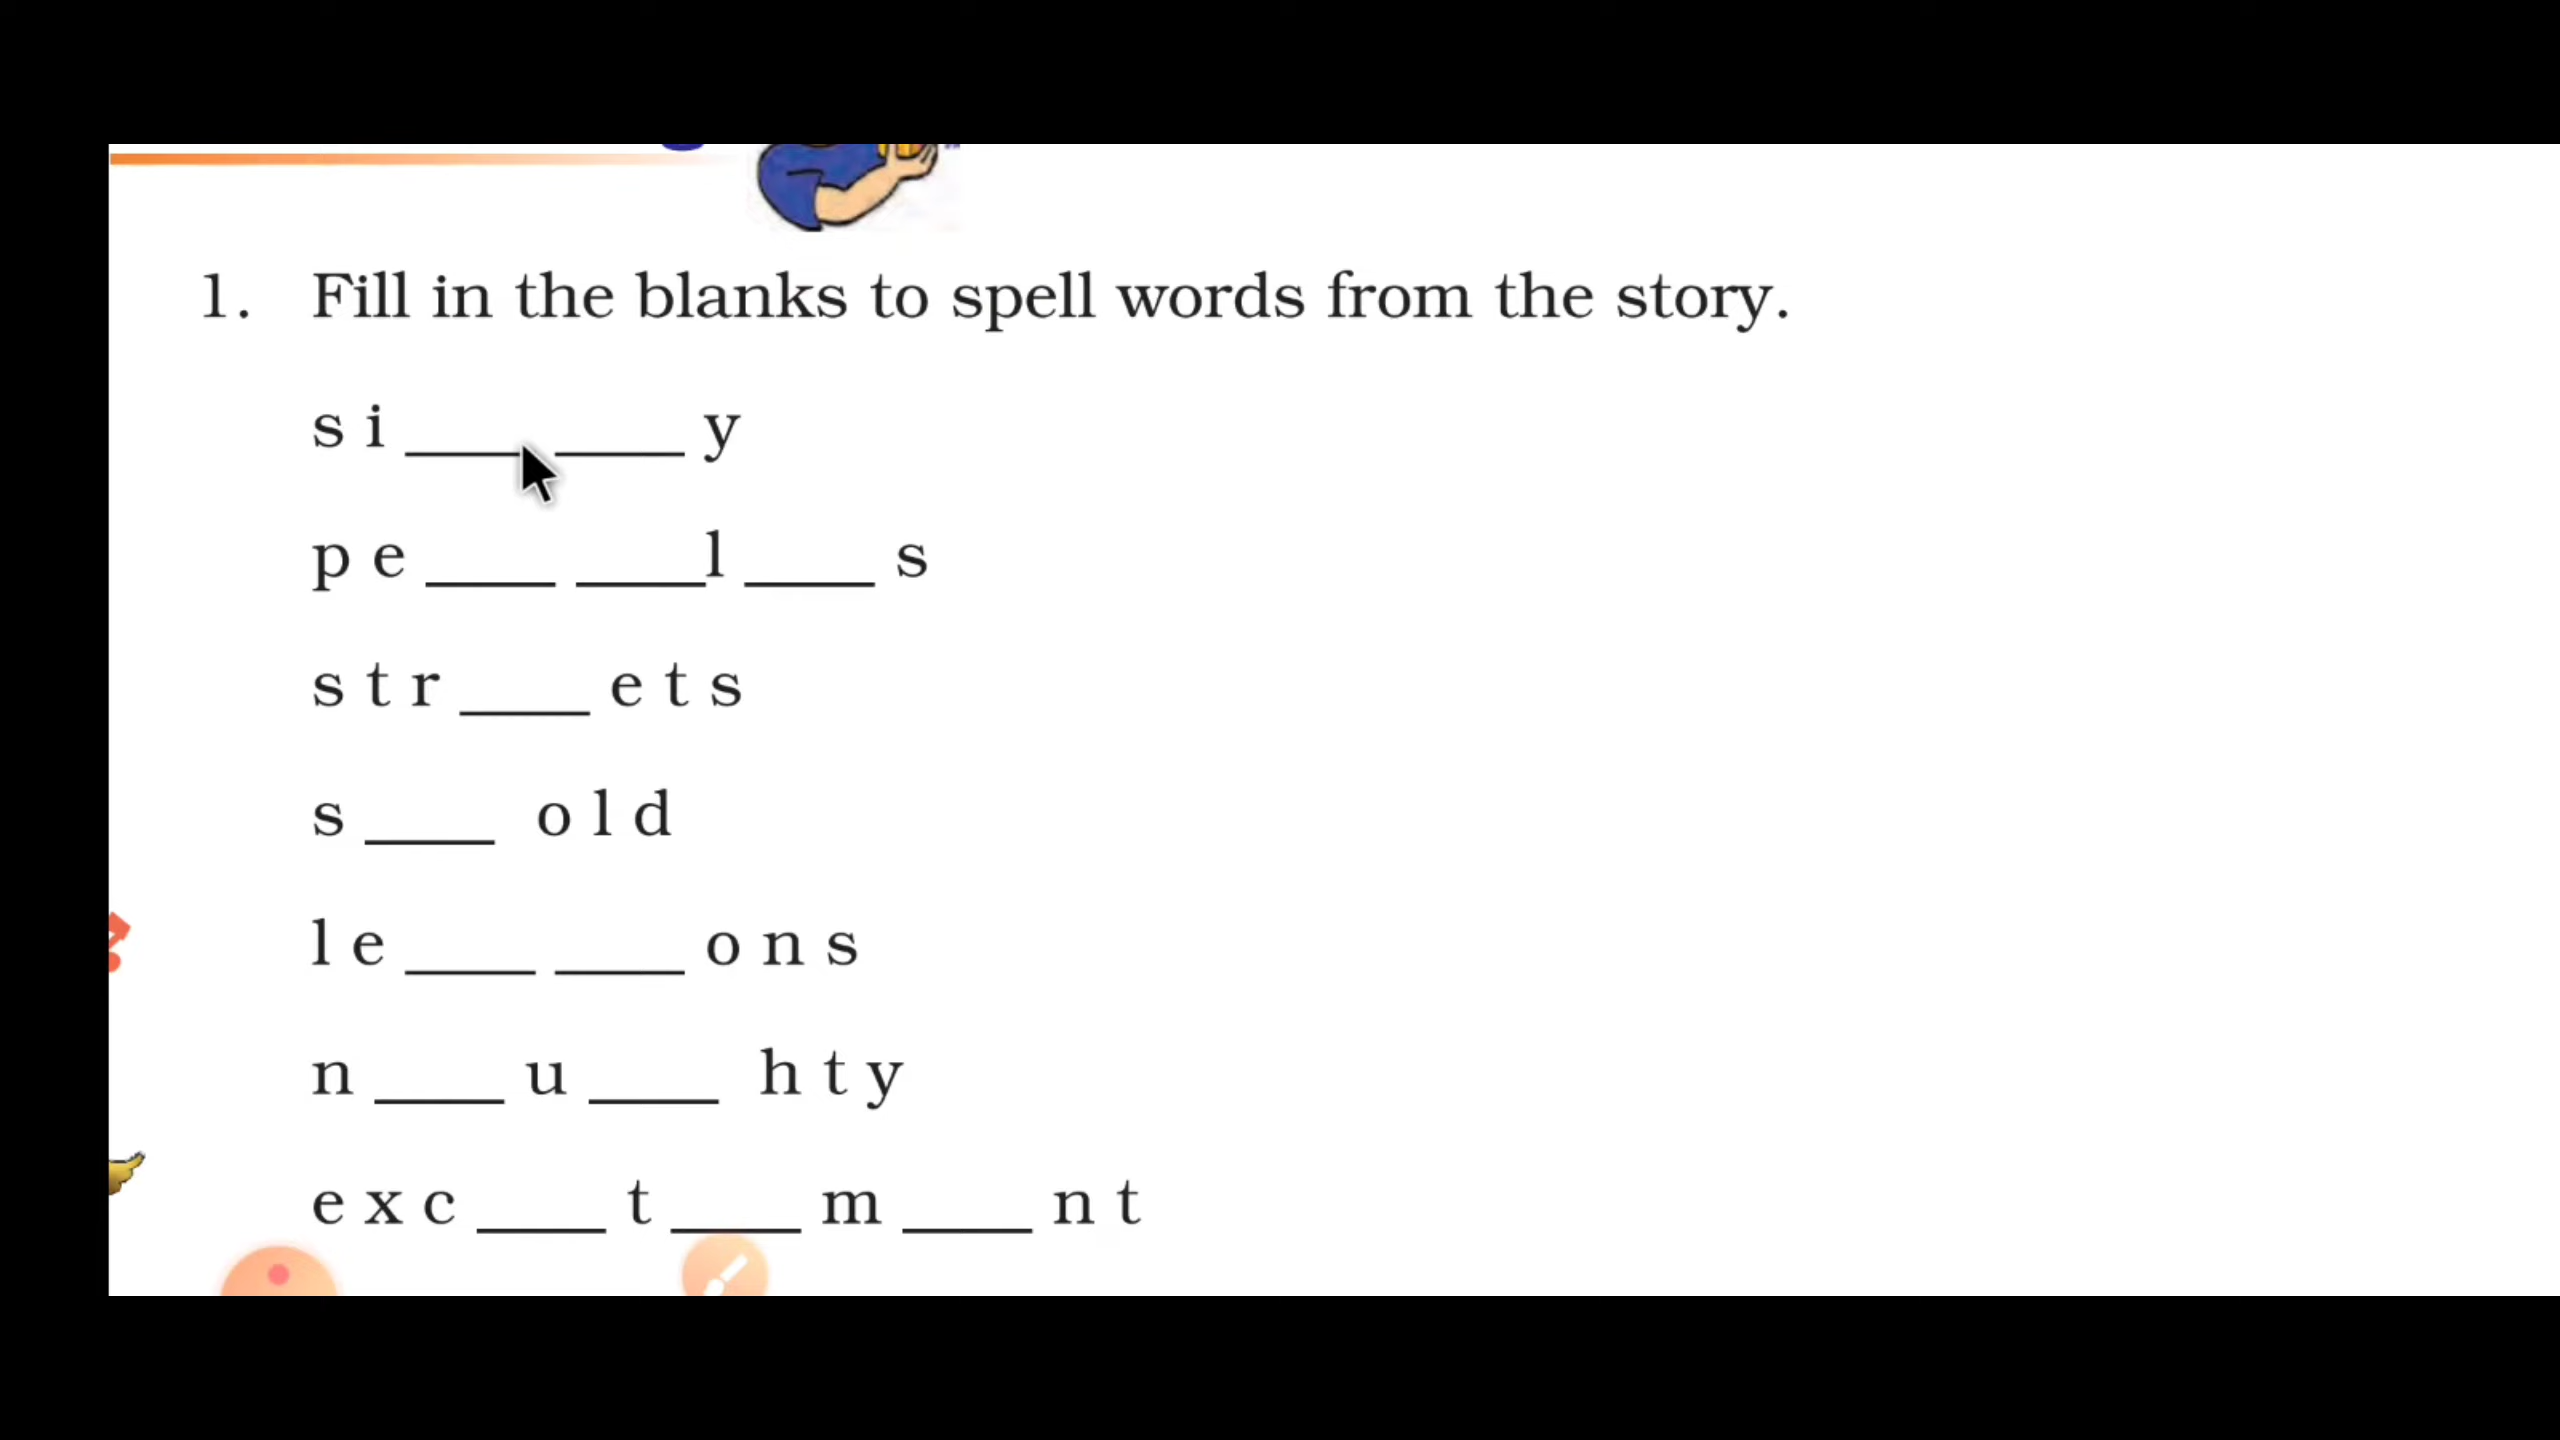 1. Fill in the blanks to spell words from the story.
s i ____ ____ y
p e ____ ____l ____ s
s t r ____ e t s
s ____ o l d
l e ____ ____ o n s
n ____ u ____ h t y
e x c ____ t ____ m ____ n t